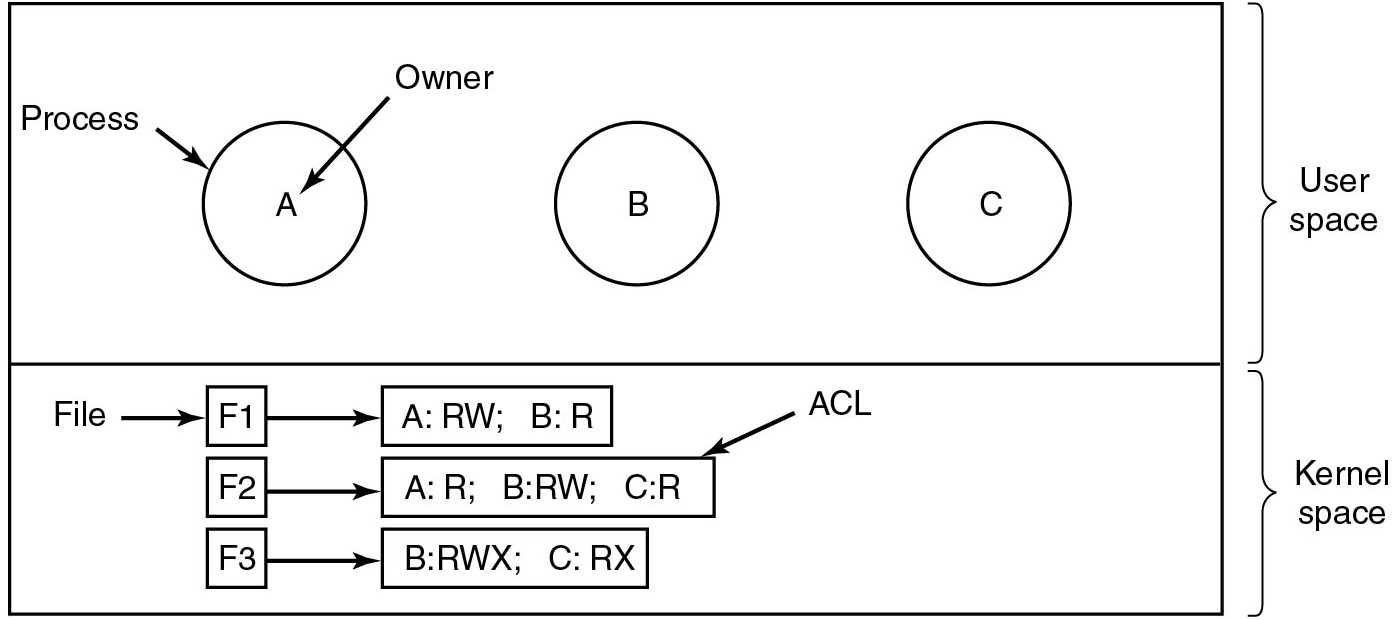 Owner
Process
A
B
C
User
space
File
F1
A: RW; B: R
ACL
F2
A: R; B:RW; C:R
F3
B:RWX; C: RX
Kernel
space